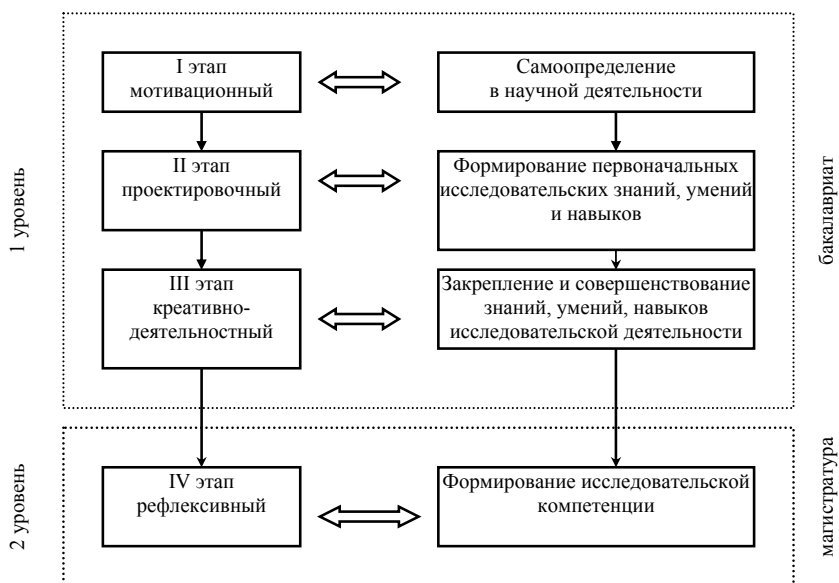 1 уровень
I этап
мотивационный
Самоопределение
в научной деятельности
II этап
проектировочный
Формирование первоначальных
исследовательских знаний, умений
и навыков
III этап
креативно-
деятельностный
Закрепление и совершенствование
знаний, умений, навыков
исследовательской деятельности
бакалавриат
2 уровень
IV этап
рефлексивный
Формирование исследовательской
компетенции
магистратура